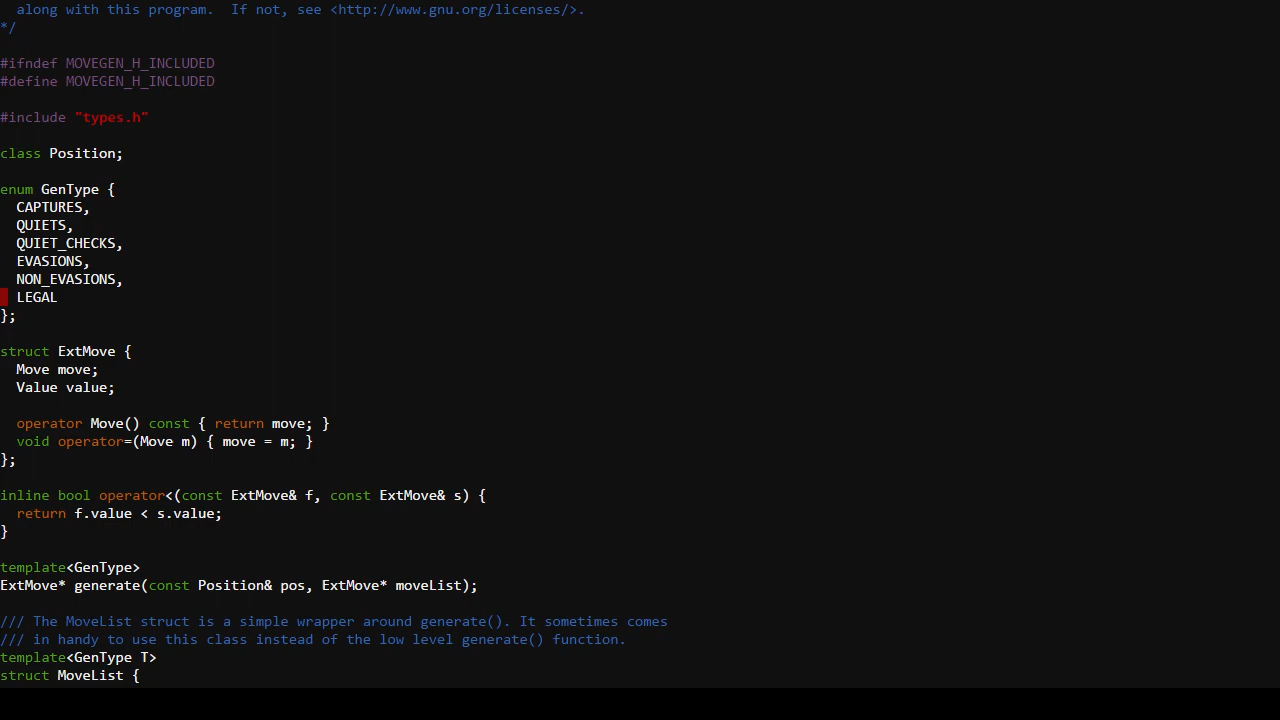 along with this program.  If not, see <http://www.gnu.org/licenses/>.
*/

#ifndef MOVEGEN_H_INCLUDED
#define MOVEGEN_H_INCLUDED

#include "types.h"

class Position;

enum GenType {
  CAPTURES,
  QUIETS,
  QUIET_CHECKS,
  EVASIONS,
  NON_EVASIONS,
  LEGAL
};

struct ExtMove {
  Move move;
  Value value;

  operator Move() const { return move; }
  void operator=(Move m) { move = m; }
};

inline bool operator<(const ExtMove& f, const ExtMove& s) {
  return f.value < s.value;
}

template<GenType>
ExtMove* generate(const Position& pos, ExtMove* moveList);

/// The MoveList struct is a simple wrapper around generate(). It sometimes comes
/// in handy to use this class instead of the low level generate() function.
template<GenType T>
struct MoveList {